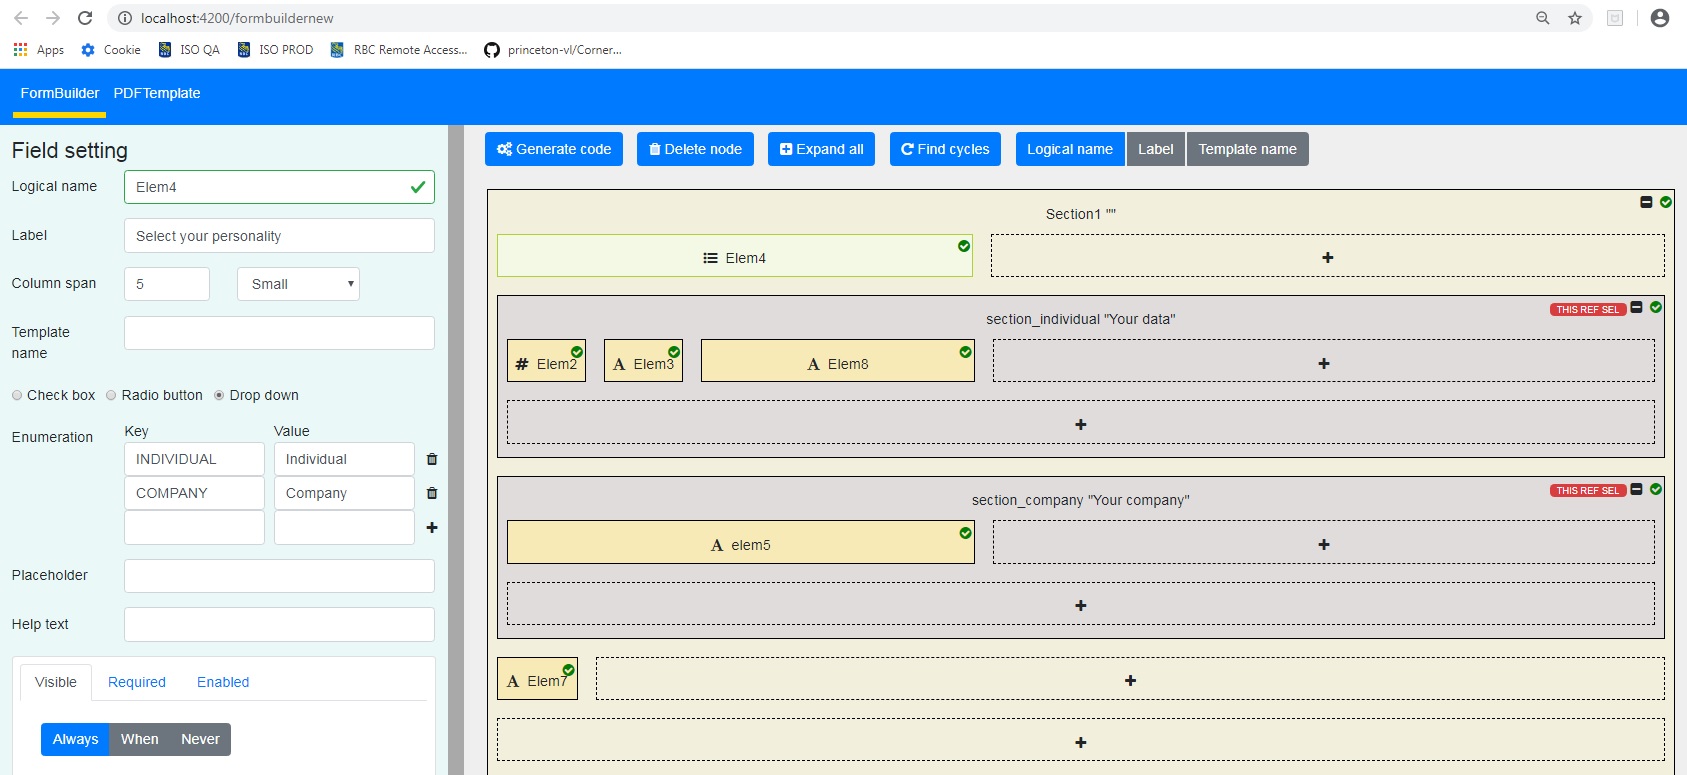 localhost:4200/formbuildernew
Apps Cookie ISO QA ISO PROD RBC Remote Access... princeton-vl/Corner...
FormBuilder PDFTemplate
Field setting
Logical name Elem4
Label Select your personality
Column span 5 Small
Template
name
Check box Radio button Drop down
Enumeration Key Value
INDIVIDUAL Individual
COMPANY Company
Placeholder
Help text
Visible Required Enabled
Always When Never
Generate code Delete node Expand all Find cycles Logical name Label Template name
Section1 ""
Elem4
section_individual "Your data" THIS REF SEL
# Elem2 A Elem3 A Elem8
section_company "Your company" THIS REF SEL
A elem5
A Elem7